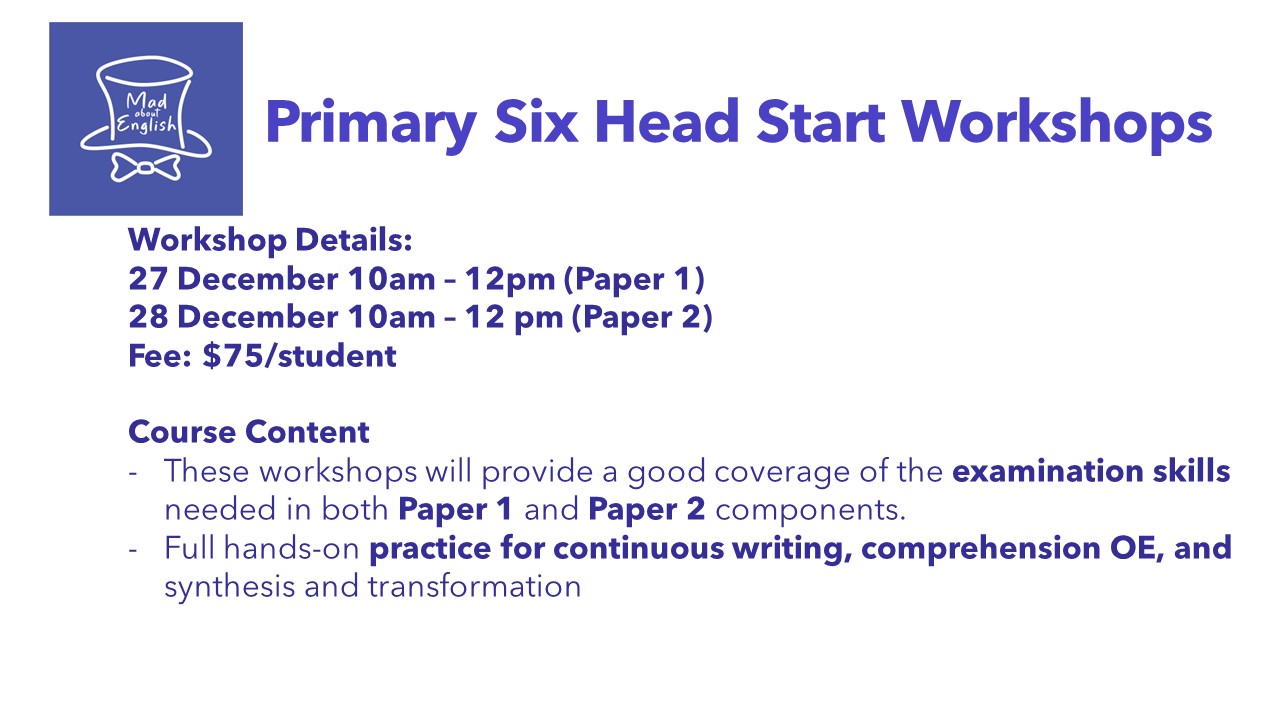 Mad
about
English
Primary Six Head Start Workshops
Workshop Details:
27 December 10am – 12pm (Paper 1)
28 December 10am – 12 pm (Paper 2)
Fee: $75/student
Course Content
- These workshops will provide a good coverage of the examination skills
needed in both Paper 1 and Paper 2 components.
- Full hands-on practice for continuous writing, comprehension OE, and
synthesis and transformation